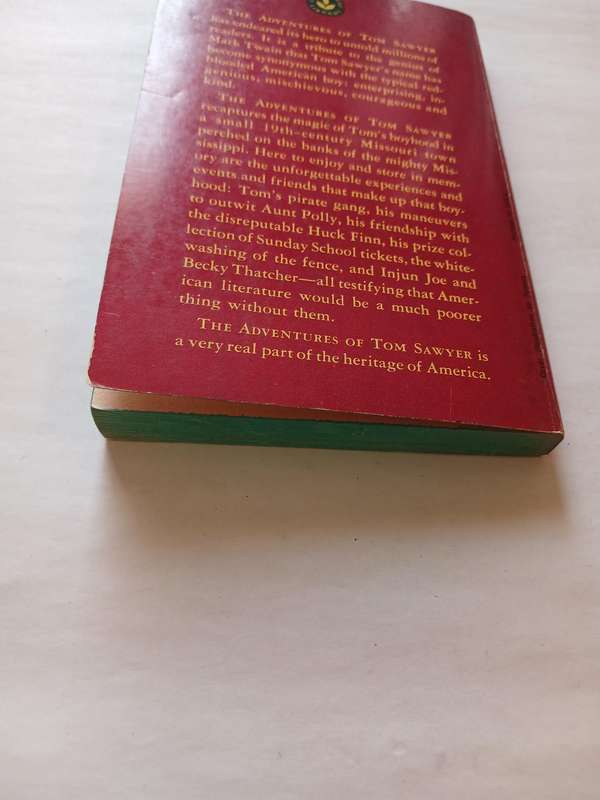 THE ADVENTURES OF TOM SAWYER
has endeared its hero to untold millions of
readers. It is a tribute to the genius of
Mark Twain that Tom Sawyer's name has
become synonymous with the typical red-
blooded American boy: enterprising, in-
genious, mischievous, courageous and
kind.
THE ADVENTURES OF TOM SAWYER
recaptures the magic of Tom's boyhood in
a small 19th-century Missouri town
perched on the banks of the mighty Mis-
sissippi. Here to enjoy and store in mem-
ory are the unforgettable experiences and
events and friends that make up that boy-
hood: Tom's pirate gang, his maneuvers
to outwit Aunt Polly, his friendship with
the disreputable Huck Finn, his prize col-
lection of Sunday School tickets, the white-
washing of the fence, and Injun Joe and
Becky Thatcher—all testifying that Amer-
ican literature would be a much poorer
thing without them.
THE ADVENTURES OF TOM SAWYER is
a very real part of the heritage of America.